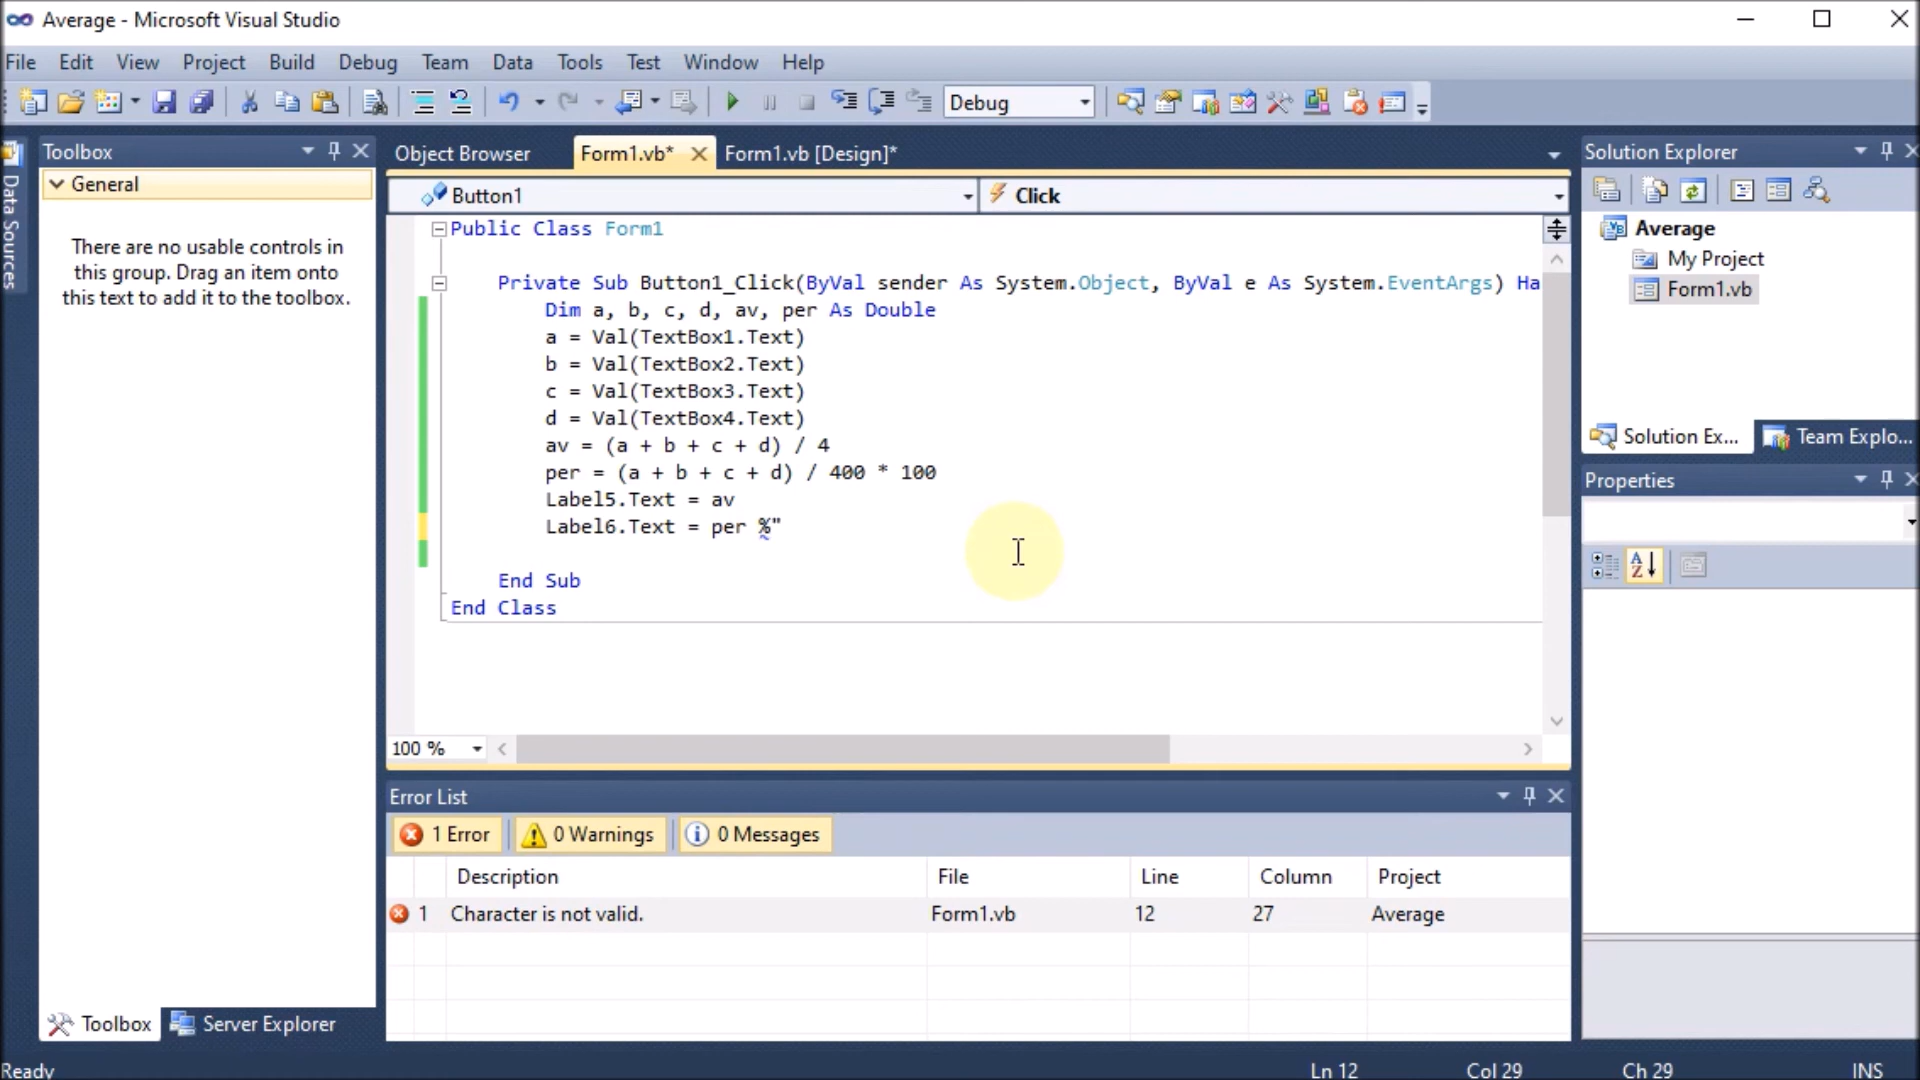 Average - Microsoft Visual Studio
File Edit View Project Build Debug Team Data Tools Test Window Help
Debug
Data Sources
Toolbox
General
There are no usable controls in
this group. Drag an item onto
this text to add it to the toolbox.
Toolbox Server Explorer
Object Browser Form1.vb* Form1.vb [Design]*
Button1 Click
Public Class Form1
Private Sub Button1_Click(ByVal sender As System.Object, ByVal e As System.EventArgs) Ha
Dim a, b, c, d, av, per As Double
a = Val(TextBox1.Text)
b = Val(TextBox2.Text)
c = Val(TextBox3.Text)
d = Val(TextBox4.Text)
av = (a + b + c + d) / 4
per = (a + b + c + d) / 400 * 100
Label5.Text = av
Label6.Text = per %"
End Sub
End Class
100 %
Error List
1 Error 0 Warnings 0 Messages
Description File Line Column Project
1 Character is not valid. Form1.vb 12 27 Average
Solution Explorer
VB
Average
My Project
Form1.vb
Solution Ex... Team Explo...
Properties
A
Z
Ready Ln 12 Col 29 Ch 29 INS